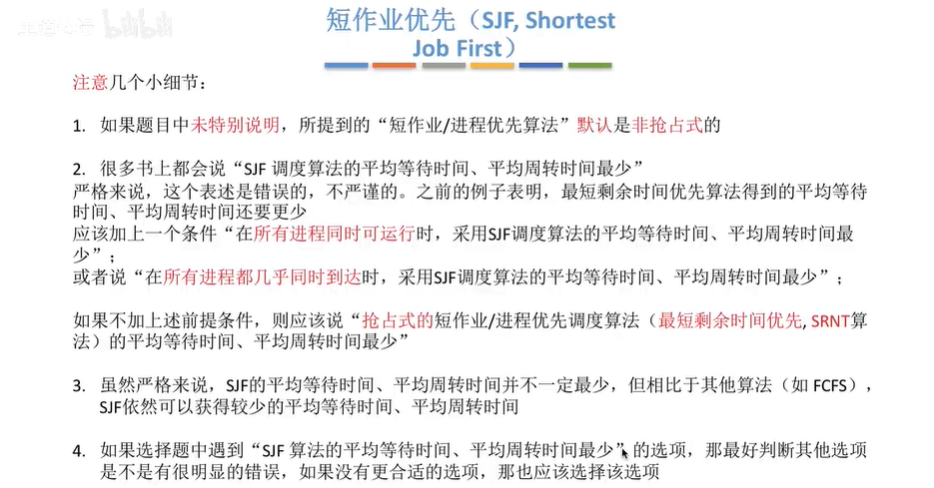 bilibili
短作业优先（SJF, Shortest
Job First）
注意几个小细节：
1. 如果题目中未特别说明，所提到的“短作业/进程优先算法”默认是非抢占式的
2. 很多书上都会说“SJF 调度算法的平均等待时间、平均周转时间最少”
严格来说，这个表述是错误的，不严谨的。之前的例子表明，最短剩余时间优先算法得到的平均等待
时间、平均周转时间还要更少
应该加上一个条件“在所有进程同时可运行时，采用SJF调度算法的平均等待时间、平均周转时间最
少”；
或者说“在所有进程都几乎同时到达时，采用SJF调度算法的平均等待时间、平均周转时间最少”；
如果不加上述前提条件，则应该说“抢占式的短作业/进程优先调度算法（最短剩余时间优先, SRNT算
法）的平均等待时间、平均周转时间最少”
3. 虽然严格来说，SJF的平均等待时间、平均周转时间并不一定最少，但相比于其他算法（如 FCFS），
SJF依然可以获得较少的平均等待时间、平均周转时间
4. 如果选择题中遇到“SJF 算法的平均等待时间、平均周转时间最少”的选项，那最好判断其他选项
是不是有很明显的错误，如果没有更合适的选项，那也应该选择该选项